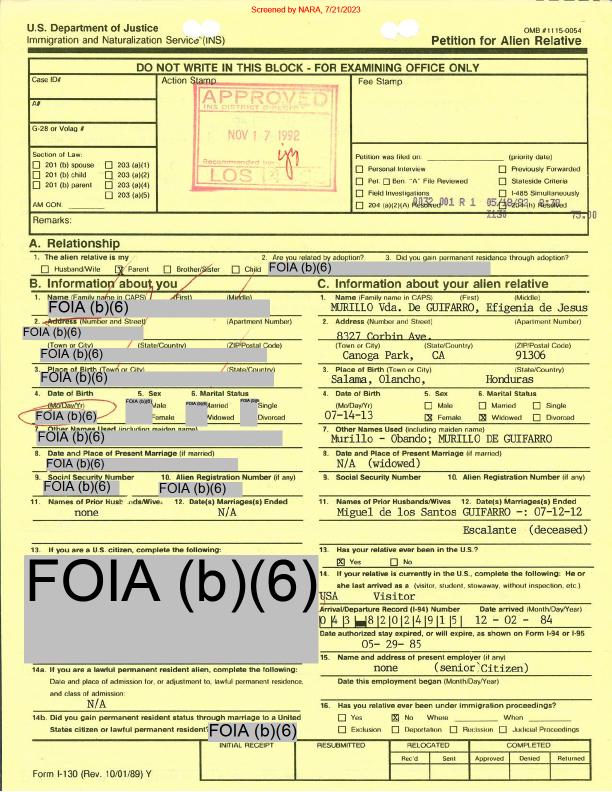 Screened by NARA, 7/21/2023
U.S. Department of Justice
Immigration and Naturalization Service (INS)
OMB #1115-0054
Petition for Alien Relative
DO NOT WRITE IN THIS BLOCK - FOR EXAMINING OFFICE ONLY
Case ID#
Action Stamp
Fee Stamp
A#
G-28 or Volag #
APPROVED
NOV 17 1992
Recommended by:
LOS
Section of Law:
201 (b) spouse 203 (a)(1)
201 (b) child 203 (a)(2)
201 (b) parent 203 (a)(4)
203 (a)(5)
AM CON:
Petition was filed on: (priority date)
Personal Interview Previously Forwarded
Pet. Ben. "A" File Reviewed Stateside Criteria
Field Investigations I-485 Simultaneously
204 (a)(2)(A) Resolved 204 (h) Resolved
0032 001 R 1
75.00
Remarks:
A. Relationship
1. The alien relative is my
2. Are you related by adoption?
3. Did you gain permanent residence through adoption?
Husband/Wife X Parent Brother/Sister Child
FOIA (b)(6)
B. Information about you
1. Name (Family name in CAPS) (First) (Middle)
FOIA (b)(6)
2. Address (Number and Street) (Apartment Number)
FOIA (b)(6)
(Town or City) (State/Country) (ZIP/Postal Code)
FOIA (b)(6)
3. Place of Birth (Town or City) (State/Country)
FOIA (b)(6)
4. Date of Birth 5. Sex 6. Marital Status
(Mo/Day/Yr) FOIA (b)(6) Male FOIA (b)(6) Married FOIA (b)(6) Single
FOIA (b)(6) Female Widowed Divorced
7. Other Names Used (including maiden name)
FOIA (b)(6)
8. Date and Place of Present Marriage (if married)
FOIA (b)(6)
9. Social Security Number 10. Alien Registration Number (if any)
FOIA (b)(6) FOIA (b)(6)
11. Names of Prior Husbands/Wives 12. Date(s) Marriages(s) Ended
none N/A
13. If you are a U.S. citizen, complete the following:
FOIA (b)(6)
14a. If you are a lawful permanent resident alien, complete the following:
Date and place of admission for, or adjustment to, lawful permanent residence,
and class of admission:
N/A
14b. Did you gain permanent resident status through marriage to a United
States citizen or lawful permanent resident? FOIA (b)(6)
C. Information about your alien relative
1. Name (Family name in CAPS) (First) (Middle)
MURILLO Vda. De GUIFARRO, Efigenia de Jesus
2. Address (Number and Street) (Apartment Number)
8327 Corbin Ave.
(Town or City) (State/Country) (ZIP/Postal Code)
Canoga Park, CA 91306
3. Place of Birth (Town or City) (State/Country)
Salama, Olancho, Honduras
4. Date of Birth 5. Sex 6. Marital Status
(Mo/Day/Yr) Male Married Single
07-14-13 X Female X Widowed Divorced
7. Other Names Used (including maiden name)
Murillo - Obando; MURILLO DE GUIFARRO
8. Date and Place of Present Marriage (if married)
N/A (widowed)
9. Social Security Number 10. Alien Registration Number (if any)
11. Names of Prior Husbands/Wives 12. Date(s) Marriages(s) Ended
Miguel de los Santos GUIFARRO -: 07-12-12
Escalante (deceased)
13. Has your relative ever been in the U.S.?
X Yes No
14. If your relative is currently in the U.S., complete the following: He or
she last arrived as a (visitor, student, stowaway, without inspection, etc.)
USA Visitor
Arrival/Departure Record (I-94) Number Date arrived (Month/Day/Year)
12 - 02 - 84
Date authorized stay expired, or will expire, as shown on Form I-94 or I-95
05- 29- 85
15. Name and address of present employer (if any)
none (senior Citizen)
Date this employment began (Month/Day/Year)
16. Has your relative ever been under immigration proceedings?
Yes X No Where When
Exclusion Deportation Recission Judicial Proceedings
INITIAL RECEIPT RESUBMITTED RELOCATED COMPLETED
Rec'd Sent Approved Denied Returned
Form I-130 (Rev. 10/01/89) Y